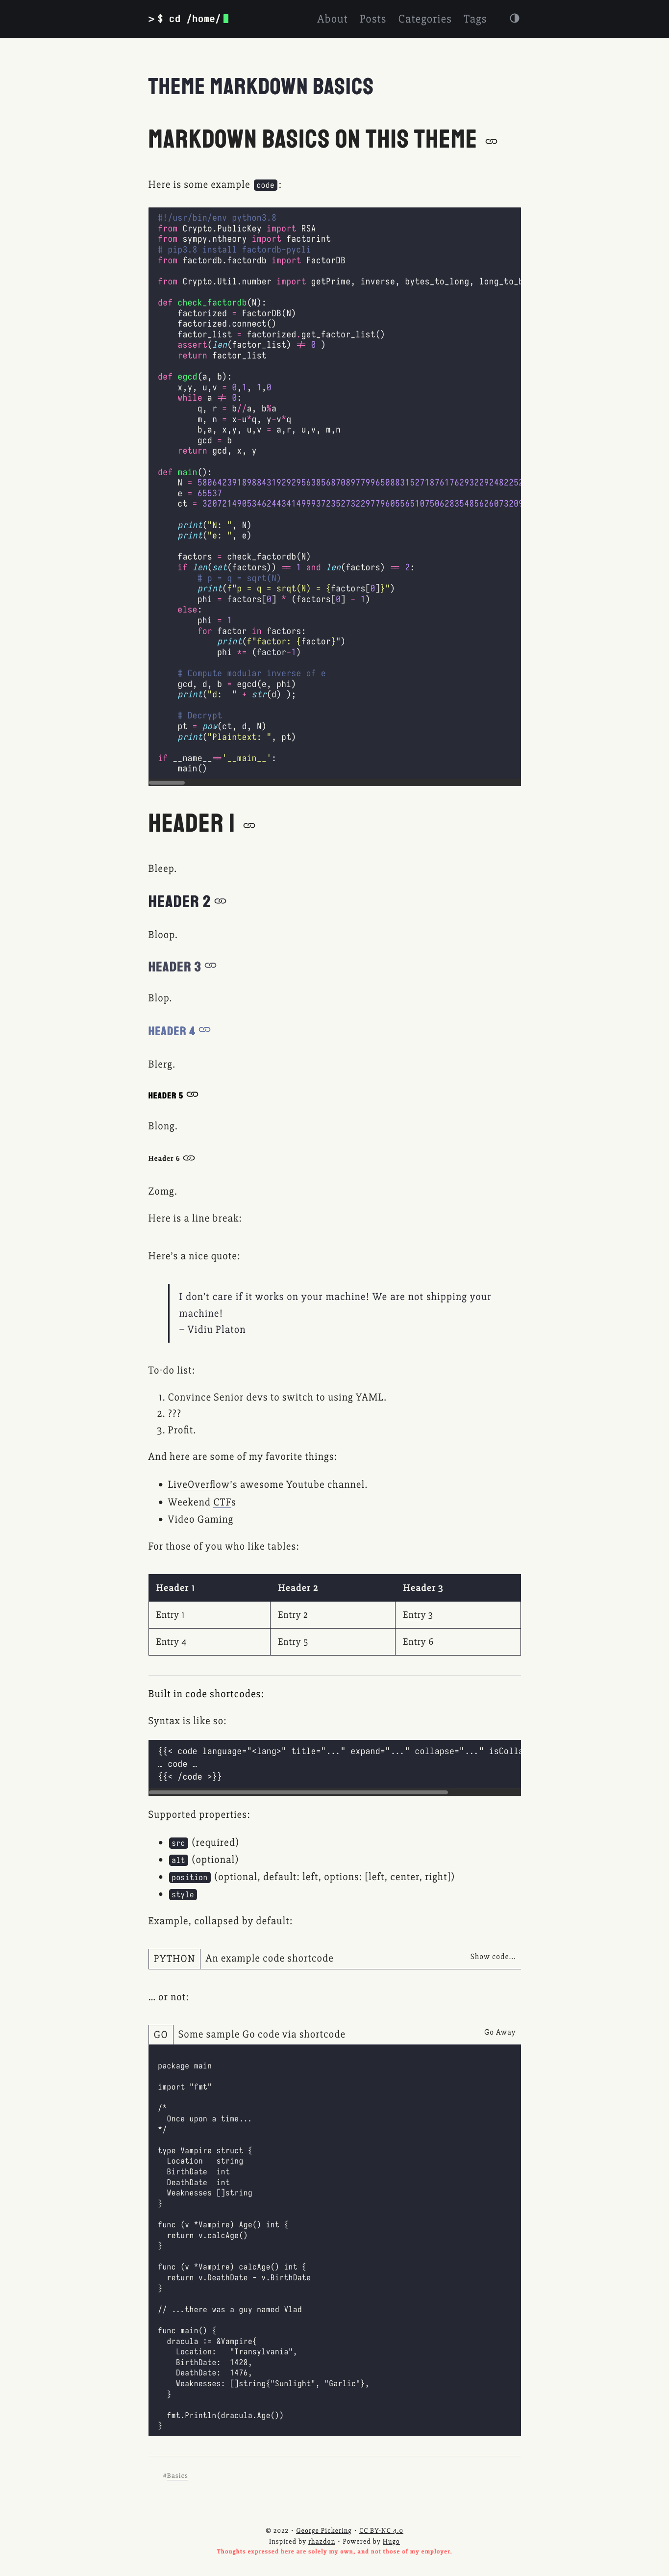 > $ cd /home/
About Posts Categories Tags
THEME MARKDOWN BASICS
MARKDOWN BASICS ON THIS THEME
Here is some example code:
#!/usr/bin/env python3.8
from Crypto.PublicKey import RSA
from sympy.ntheory import factorint
# pip3.8 install factordb-pycli
from factordb.factordb import FactorDB
from Crypto.Util.number import getPrime, inverse, bytes_to_long, long_to_b
def check_factordb(N):
    factorized = FactorDB(N)
    factorized.connect()
    factor_list = factorized.get_factor_list()
    assert(len(factor_list) != 0 )
    return factor_list
def egcd(a, b):
    x,y, u,v = 0,1, 1,0
    while a != 0:
        q, r = b//a, b%a
        m, n = x-u*q, y-v*q
        b,a, x,y, u,v = a,r, u,v, m,n
        gcd = b
    return gcd, x, y
def main():
    N =
    e = 65537
    ct =
    print("N: ", N)
    print("e: ", e)
    factors = check_factordb(N)
    if len(set(factors)) == 1 and len(factors) == 2:
        # p = q = sqrt(N)
        print(f"p = q = srqt(N) = {factors[0]}")
        phi = factors[0] * (factors[0] - 1)
    else:
        phi = 1
        for factor in factors:
            print(f"factor: {factor}")
            phi *= (factor-1)
    # Compute modular inverse of e
    gcd, d, b = egcd(e, phi)
    print("d:  " + str(d) );
    # Decrypt
    pt = pow(ct, d, N)
    print("Plaintext: ", pt)
if __name__=='__main__':
    main()
HEADER 1
Bleep.
HEADER 2
Bloop.
HEADER 3
Blop.
HEADER 4
Blerg.
HEADER 5
Blong.
Header 6
Zomg.
Here is a line break:
Here's a nice quote:
I don't care if it works on your machine! We are not shipping your
machine!
– Vidiu Platon
To-do list:
1. Convince Senior devs to switch to using YAML.
2. ???
3. Profit.
And here are some of my favorite things:
• LiveOverflow's awesome Youtube channel.
• Weekend CTFs
• Video Gaming
For those of you who like tables:
Header 1 Header 2 Header 3
Entry 1 Entry 2 Entry 3
Entry 4 Entry 5 Entry 6
Built in code shortcodes:
Syntax is like so:
{{< code language="<lang>" title="..." expand="..." collapse="..." isColla
… code …
{{< /code >}}
Supported properties:
• src (required)
• alt (optional)
• position (optional, default: left, options: [left, center, right])
• style
Example, collapsed by default:
PYTHON An example code shortcode Show code...
... or not:
GO Some sample Go code via shortcode Go Away
package main
import "fmt"
/*
  Once upon a time...
*/
type Vampire struct {
  Location   string
  BirthDate  int
  DeathDate  int
  Weaknesses []string
}
func (v *Vampire) Age() int {
  return v.calcAge()
}
func (v *Vampire) calcAge() int {
  return v.DeathDate - v.BirthDate
}
// ...there was a guy named Vlad
func main() {
  dracula := &Vampire{
    Location:   "Transylvania",
    BirthDate:  1428,
    DeathDate:  1476,
    Weaknesses: []string{"Sunlight", "Garlic"},
  }
  fmt.Println(dracula.Age())
}
#Basics
© 2022 · George Pickering · CC BY-NC 4.0
Inspired by rhazdon · Powered by Hugo
Thoughts expressed here are solely my own, and not those of my employer.